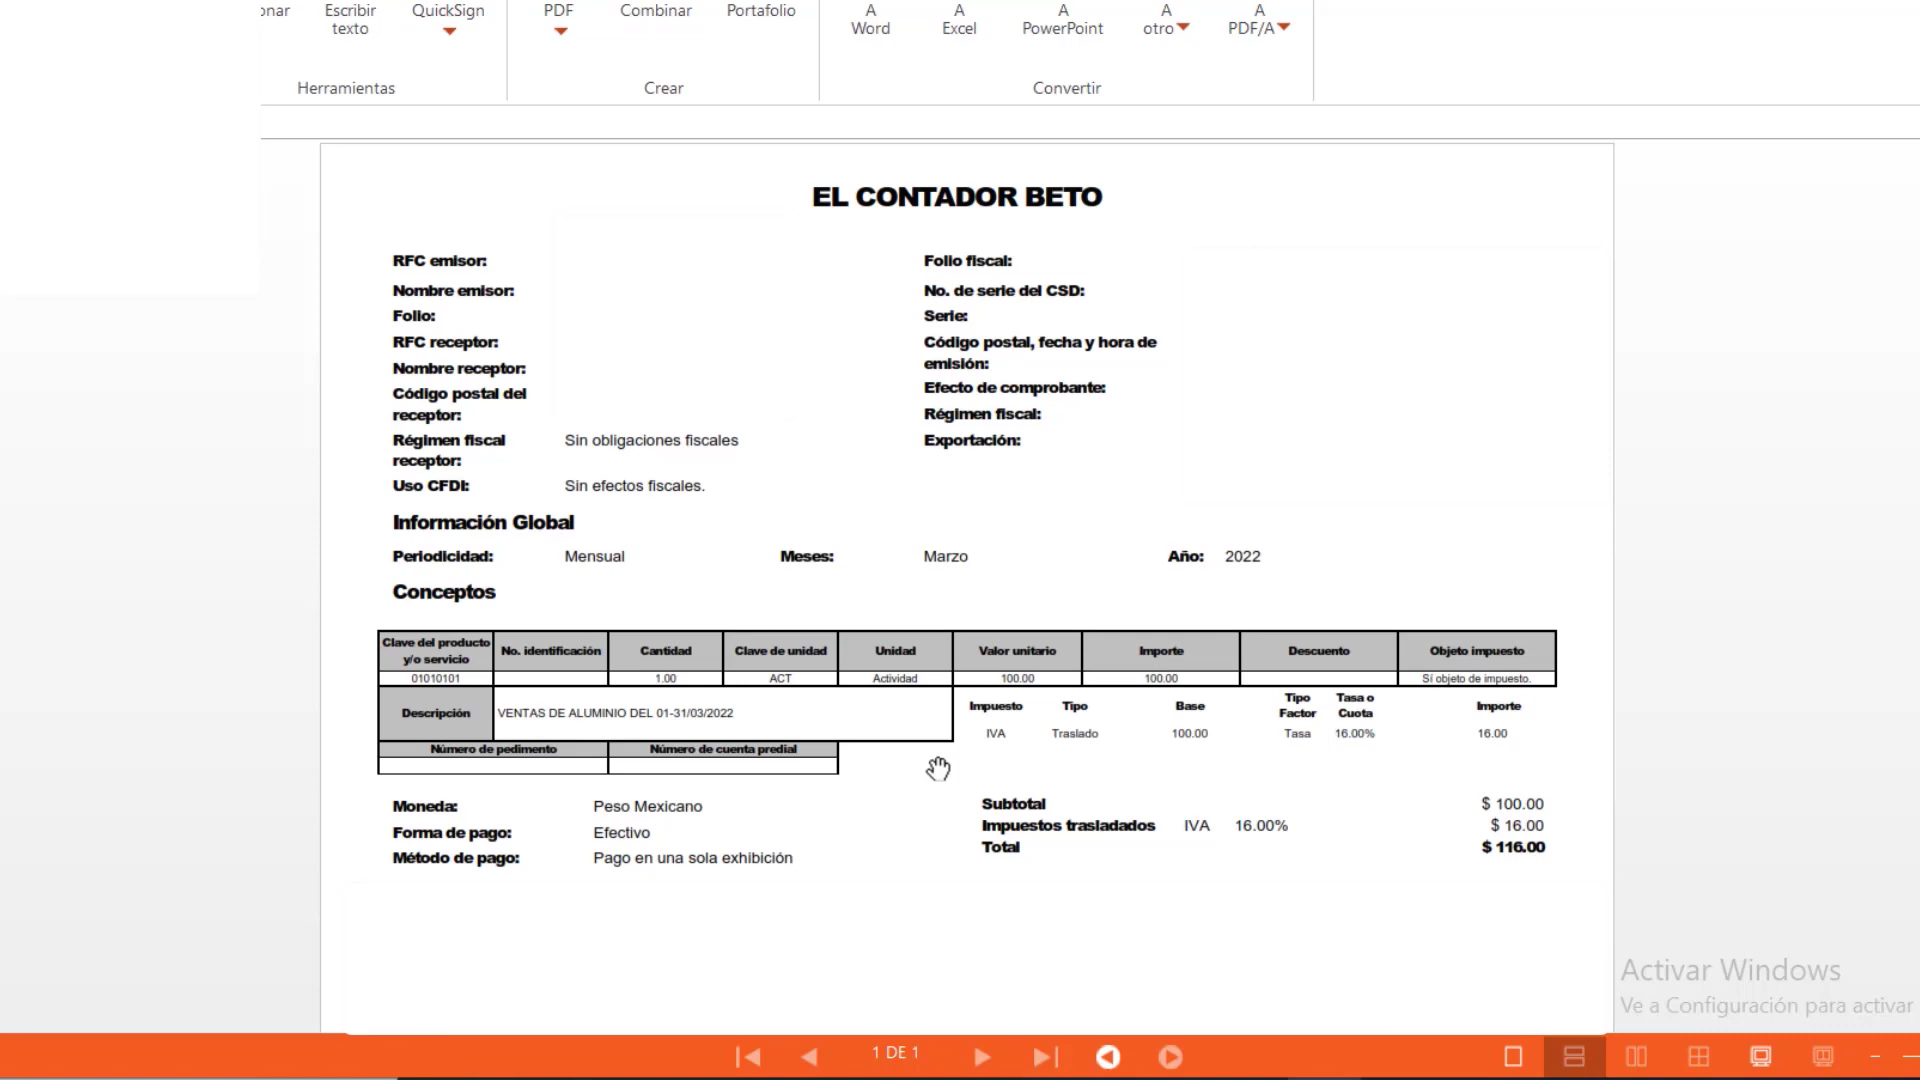 onar
Escribir texto
QuickSign
PDF
Combinar
Portafolio
A Word
A Excel
A PowerPoint
A otro
A PDF/A
Herramientas
Crear
Convertir
EL CONTADOR BETO
RFC emisor:
Nombre emisor:
Folio:
RFC receptor:
Nombre receptor:
Código postal del
receptor:
Régimen fiscal Sin obligaciones fiscales
receptor:
Uso CFDI: Sin efectos fiscales.
Folio fiscal:
No. de serie del CSD:
Serie:
Código postal, fecha y hora de
emisión:
Efecto de comprobante:
Régimen fiscal:
Exportación:
Información Global
Periodicidad: Mensual Meses: Marzo Año: 2022
Conceptos
Clave del producto y/o servicio No. identificación Cantidad Clave de unidad Unidad Valor unitario Importe Descuento Objeto impuesto
01010101 1.00 ACT Actividad 100.00 100.00 Sí objeto de impuesto.
Descripción VENTAS DE ALUMINIO DEL 01-31/03/2022
Impuesto Tipo Base Tipo Factor Tasa o Cuota Importe
IVA Traslado 100.00 Tasa 16.00% 16.00
Número de pedimento Número de cuenta predial
Moneda: Peso Mexicano
Forma de pago: Efectivo
Método de pago: Pago en una sola exhibición
Subtotal $ 100.00
Impuestos trasladados IVA 16.00% $ 16.00
Total $ 116.00
Activar Windows
Ve a Configuración para activar
1 DE 1